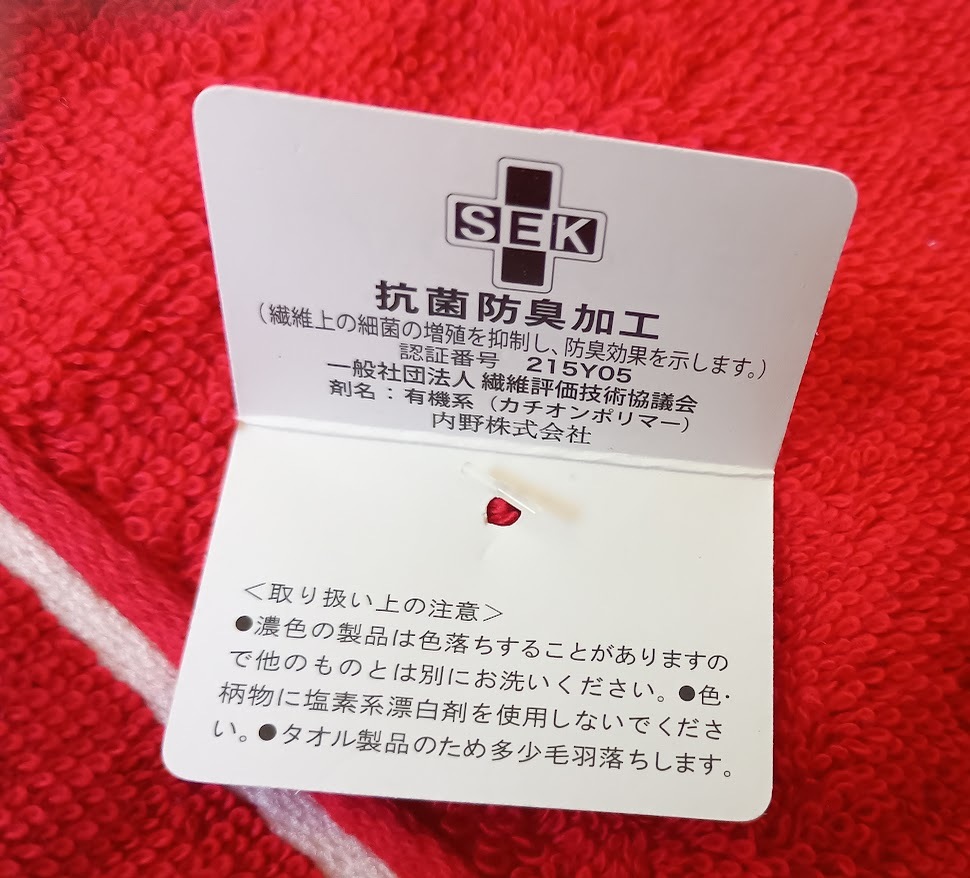 SEK
抗菌防臭加工
（繊維上の細菌の増殖を抑制し、防臭効果を示します。）
認証番号　215Y05
一般社団法人 繊維評価技術協議会
剤名：有機系（カチオンポリマー）
内野株式会社
＜取り扱い上の注意＞
●濃色の製品は色落ちすることがありますの
で他のものとは別にお洗いください。●色・
柄物に塩素系漂白剤を使用しないでくださ
い。●タオル製品のため多少毛羽落ちします。